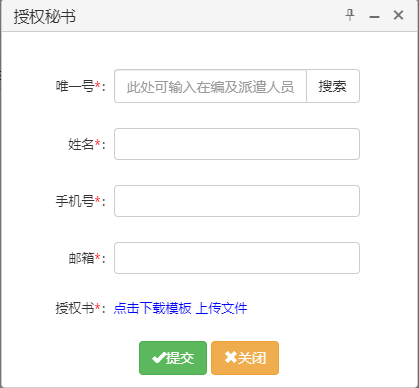 授权秘书
唯一号*: 此处可输入在编及派遣人员 搜索
姓名*:
手机号*:
邮箱*:
授权书*: 点击下载模板 上传文件
提交 关闭